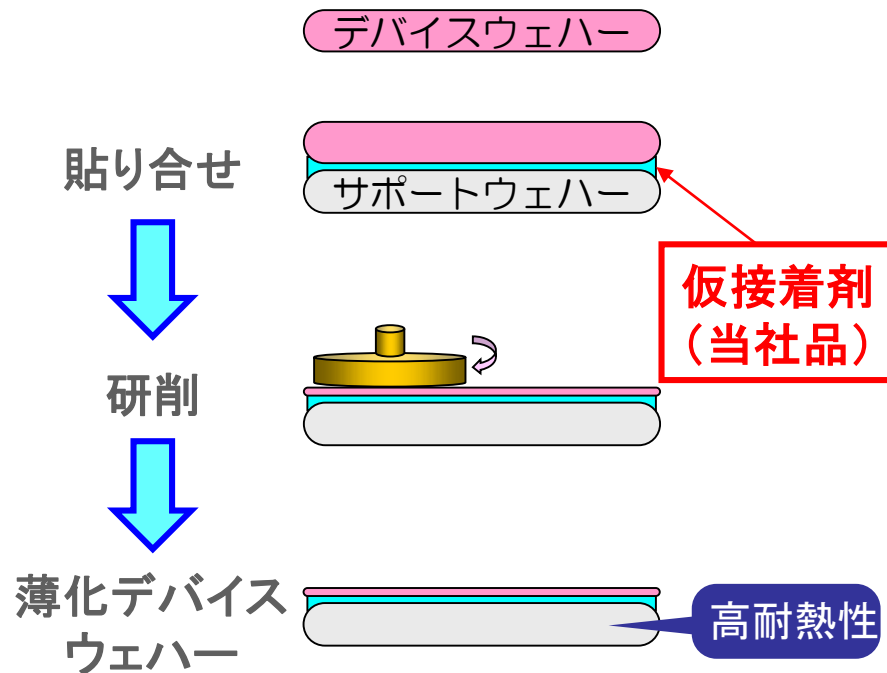 デバイスウェハー
貼り合せ
サポートウェハー
仮接着剤
（当社品）
研削
薄化デバイス
ウェハー
高耐熱性